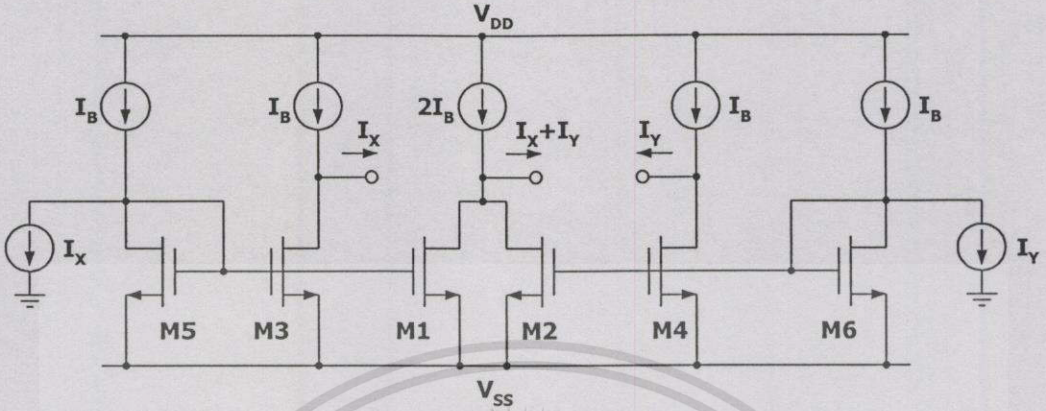 V_DD
I_B
I_B
2I_B
I_B
I_B
I_X
I_X+I_Y
I_Y
I_X
I_Y
M5
M3
M1
M2
M4
M6
V_SS